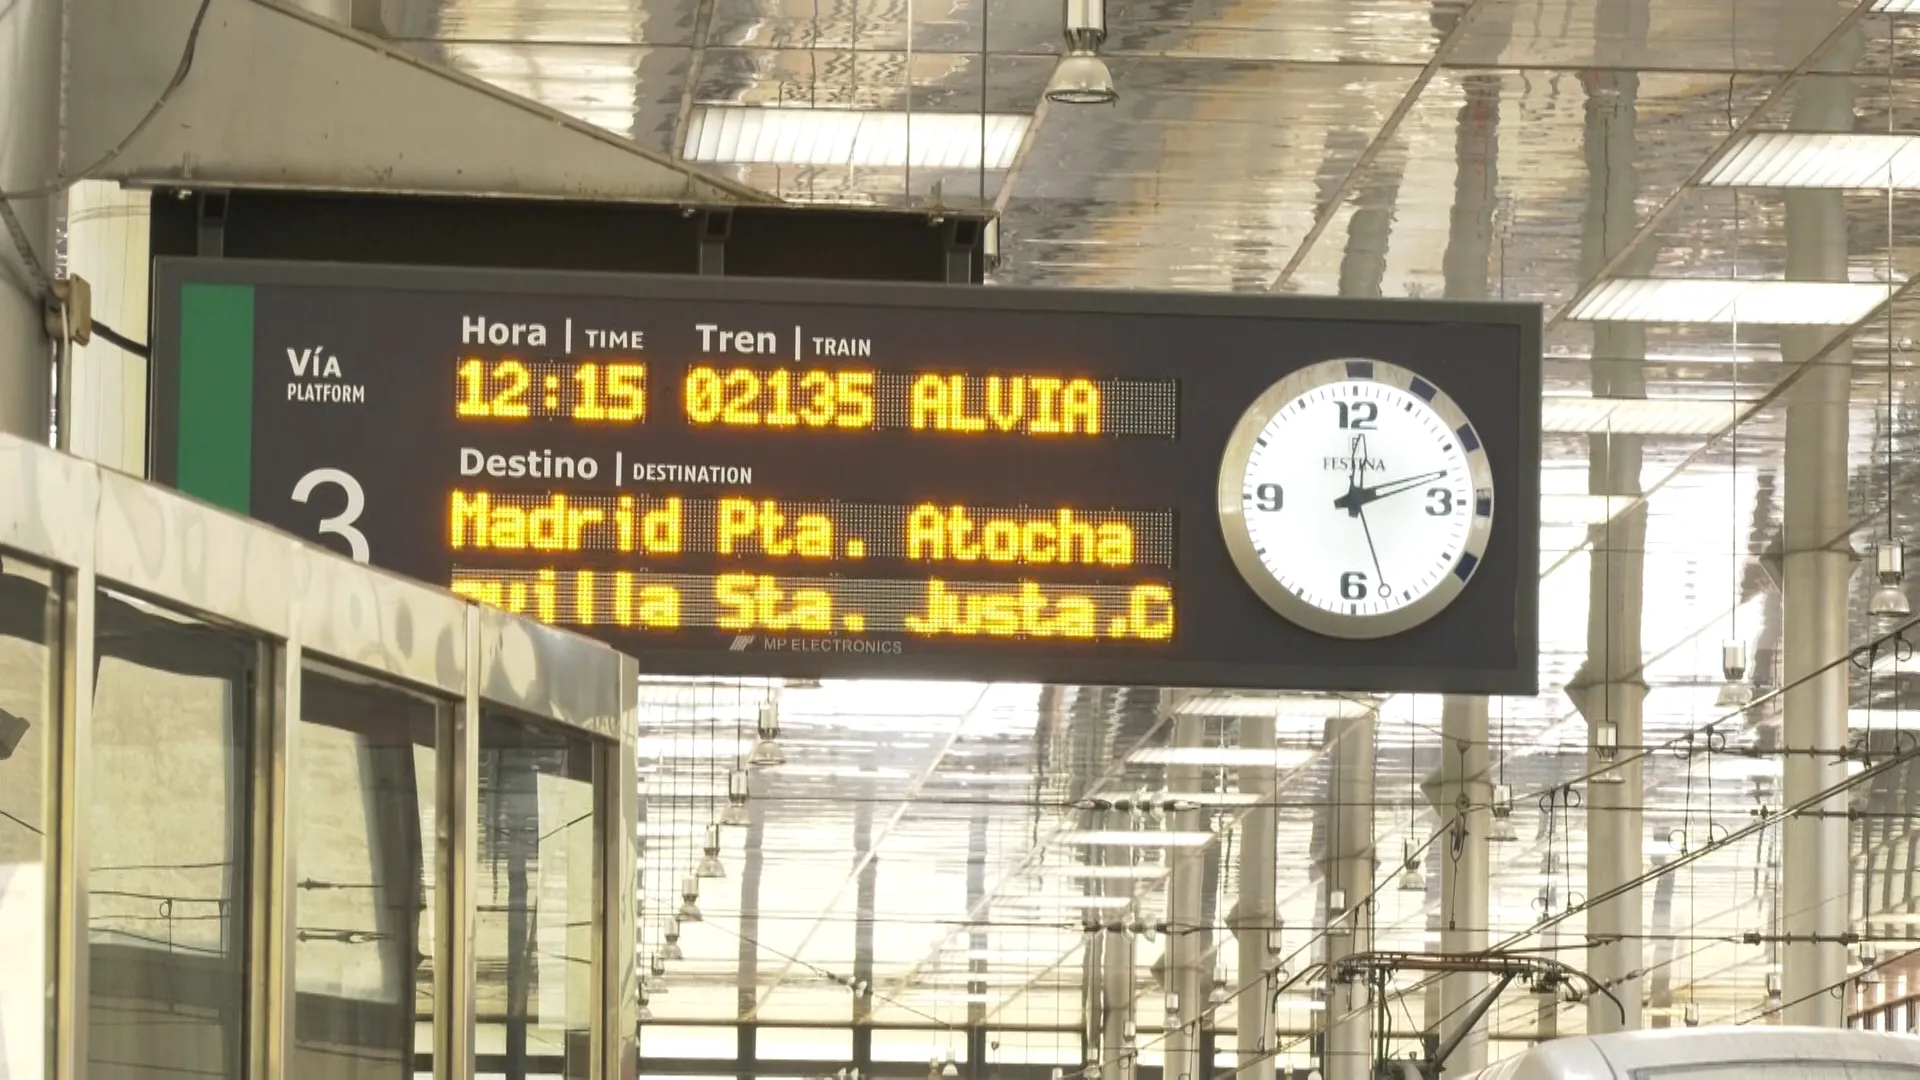 Hora | TIME Tren | TRAIN
VíA
PLATFORM
12:15 02135 ALVIA
Destino | DESTINATION
3
Madrid Pta. Atocha
villa Sta. Justa.C
MP ELECTRONICS
12
FESTINA
9
3
6